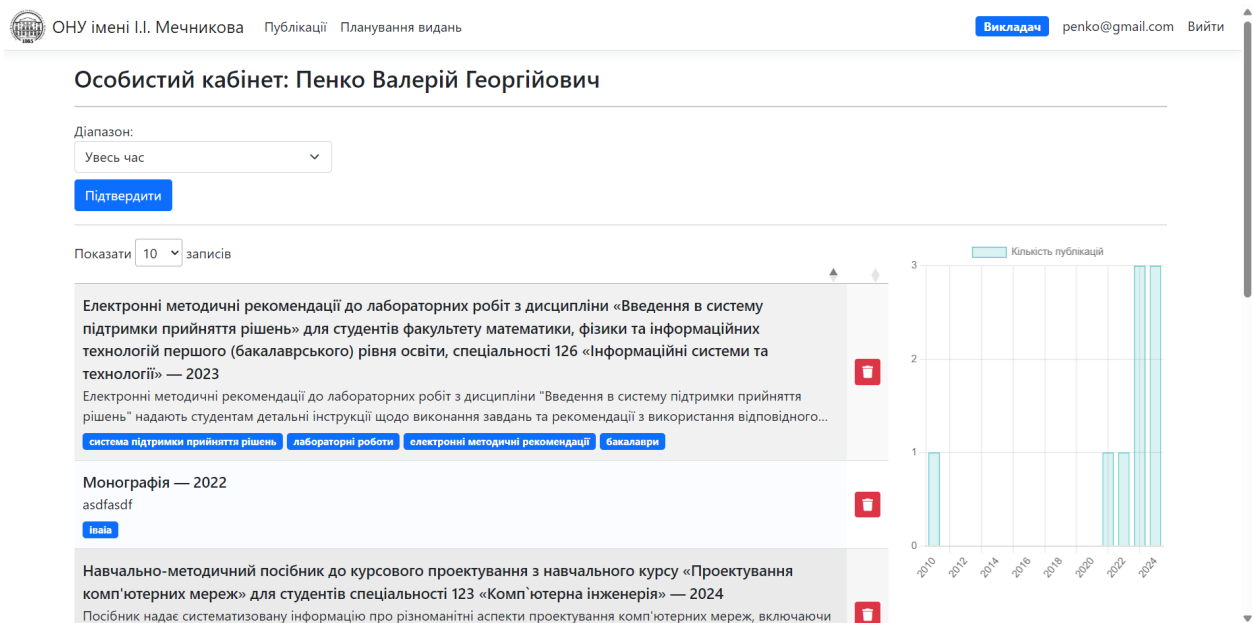 ОНУ імені І.І. Мечникова
Публікації
Планування видань
Викладач
penko@gmail.com
Вийти
Особистий кабінет: Пенко Валерій Георгійович
Діапазон:
Увесь час
Підтвердити
Показати 10 записів
Електронні методичні рекомендації до лабораторних робіт з дисципліни «Введення в систему
підтримки прийняття рішень» для студентів факультету математики, фізики та інформаційних
технологій першого (бакалаврського) рівня освіти, спеціальності 126 «Інформаційні системи та
технології» — 2023
Електронні методичні рекомендації до лабораторних робіт з дисципліни "Введення в систему підтримки прийняття
рішень" надають студентам детальні інструкції щодо виконання завдань та рекомендації з використання відповідного...
система підтримки прийняття рішень
лабораторні роботи
електронні методичні рекомендації
бакалаври
Монографія — 2022
asdfasdf
іваіа
Навчально-методичний посібник до курсового проектування з навчального курсу «Проектування
комп'ютерних мереж» для студентів спеціальності 123 «Комп`ютерна інженерія» — 2024
Посібник надає систематизовану інформацію про різноманітні аспекти проектування комп'ютерних мереж, включаючи
Кількість публікацій
3
2
1
0
2010
2012
2014
2016
2018
2020
2022
2024